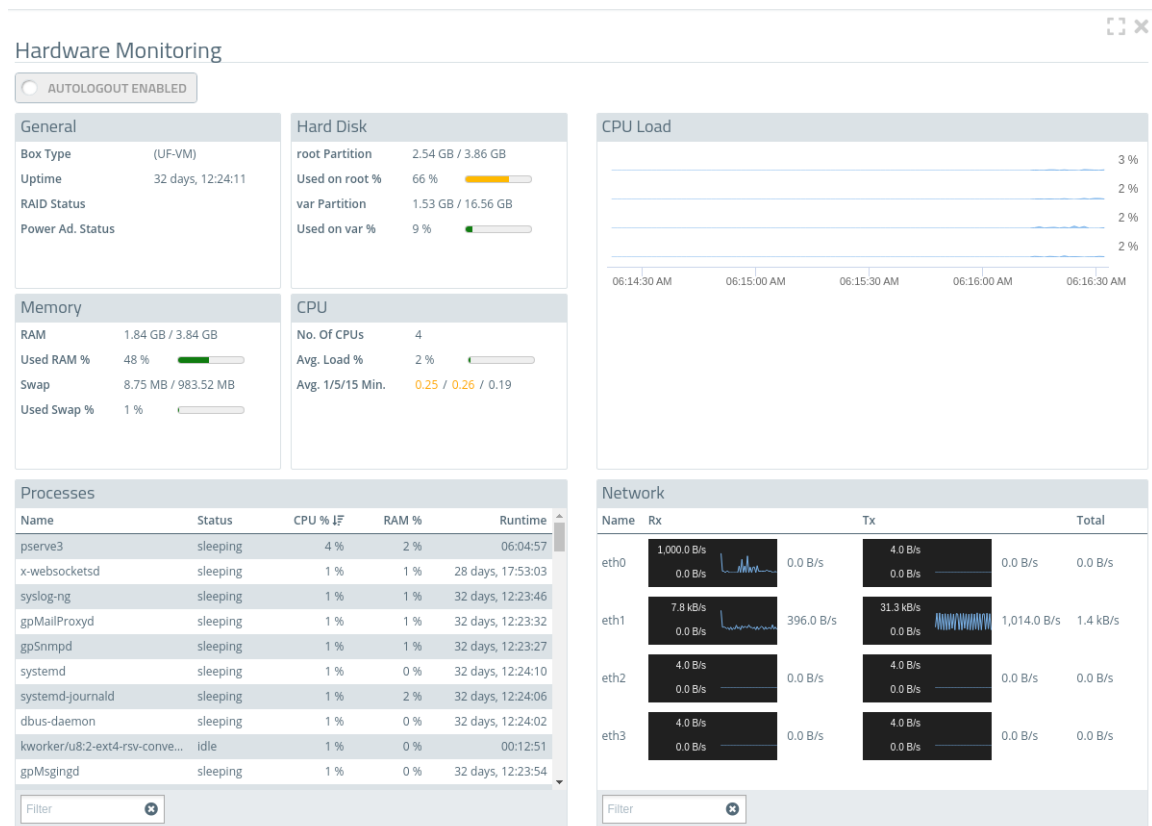 Hardware Monitoring
AUTOLOGOUT ENABLED
General
Box Type (UF-VM)
Uptime 32 days, 12:24:11
RAID Status
Power Ad. Status
Hard Disk
root Partition 2.54 GB / 3.86 GB
Used on root % 66 %
var Partition 1.53 GB / 16.56 GB
Used on var % 9 %
CPU Load
3 %
2 %
2 %
2 %
06:14:30 AM 06:15:00 AM 06:15:30 AM 06:16:00 AM 06:16:30 AM
Memory
RAM 1.84 GB / 3.84 GB
Used RAM % 48 %
Swap 8.75 MB / 983.52 MB
Used Swap % 1 %
CPU
No. Of CPUs 4
Avg. Load % 2 %
Avg. 1/5/15 Min. 0.25 / 0.26 / 0.19
Processes
Name Status CPU % RAM % Runtime
pserve3 sleeping 4 % 2 % 06:04:57
x-websocketsd sleeping 1 % 1 % 28 days, 17:53:03
syslog-ng sleeping 1 % 1 % 32 days, 12:23:46
gpMailProxyd sleeping 1 % 1 % 32 days, 12:23:32
gpSnmpd sleeping 1 % 1 % 32 days, 12:23:27
systemd sleeping 1 % 0 % 32 days, 12:24:10
systemd-journald sleeping 1 % 2 % 32 days, 12:24:06
dbus-daemon sleeping 1 % 0 % 32 days, 12:24:02
kworker/u8:2-ext4-rsv-conve... idle 1 % 0 % 00:12:51
gpMsgingd sleeping 1 % 0 % 32 days, 12:23:54
Filter
Network
Name Rx Tx Total
1,000.0 B/s 4.0 B/s
eth0 0.0 B/s 0.0 B/s 0.0 B/s
0.0 B/s 0.0 B/s
7.8 kB/s 31.3 kB/s
eth1 396.0 B/s 1,014.0 B/s 1.4 kB/s
0.0 B/s 0.0 B/s
4.0 B/s 4.0 B/s
eth2 0.0 B/s 0.0 B/s 0.0 B/s
0.0 B/s 0.0 B/s
4.0 B/s 4.0 B/s
eth3 0.0 B/s 0.0 B/s 0.0 B/s
0.0 B/s 0.0 B/s
Filter